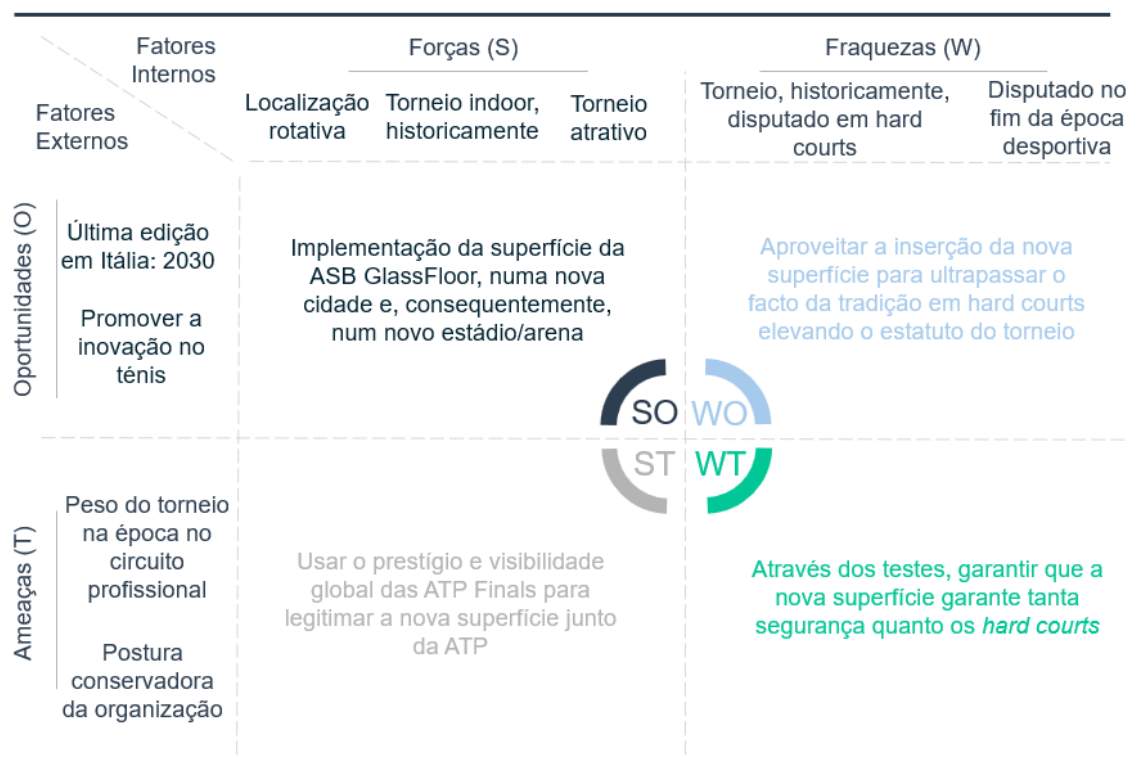 Fatores
Internos
Fatores
Externos
Forças (S)
Fraquezas (W)
Localização
rotativa
Torneio indoor,
historicamente
Torneio
atrativo
Torneio, historicamente,
disputado em hard
courts
Disputado no
fim da época
desportiva
Oportunidades (O)
Última edição
em Itália: 2030
Promover a
inovação no
ténis
Implementação da superfície da
ASB GlassFloor, numa nova
cidade e, consequentemente,
num novo estádio/arena
Aproveitar a inserção da nova
superfície para ultrapassar o
facto da tradição em hard courts
elevando o estatuto do torneio
SO
WO
ST
WT
Ameaças (T)
Peso do torneio
na época no
circuito
profissional
Postura
conservadora
da organização
Usar o prestígio e visibilidade
global das ATP Finals para
legitimar a nova superfície junto
da ATP
Através dos testes, garantir que a
nova superfície garante tanta
segurança quanto os hard courts